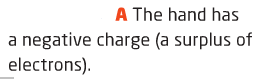 A The hand has
a negative charge (a surplus of
electrons).